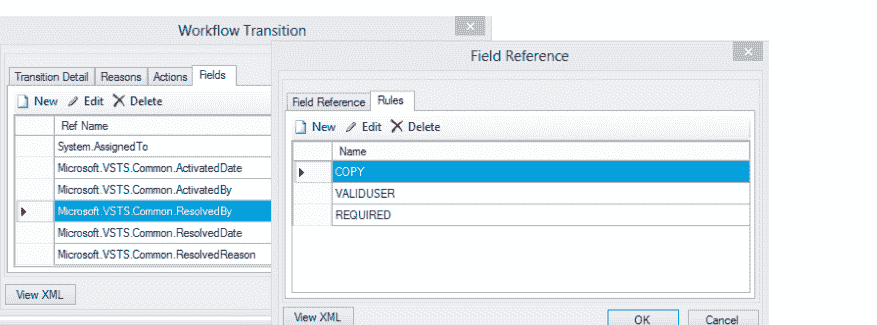 Workflow Transition
Transition Detail Reasons Actions Fields
New Edit Delete
Ref Name
System.AssignedTo
Microsoft.VSTS.Common.ActivatedDate
Microsoft.VSTS.Common.ActivatedBy
Microsoft.VSTS.Common.ResolvedBy
Microsoft.VSTS.Common.ResolvedDate
Microsoft.VSTS.Common.ResolvedReason
View XML
Field Reference
Field Reference Rules
New Edit Delete
Name
COPY
VALIDUSER
REQUIRED
View XML
OK Cancel